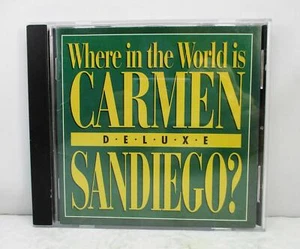 Where in the World is
CARMEN
D·E·L·U·X·E
SANDIEGO?